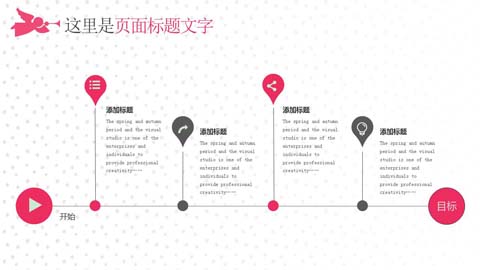 这里是页面标题文字
添加标题
The spring and autumn
period and the visual
studio is one of the
enterprises and
individuals to
provide professional
creativity……
添加标题
The spring and autumn
period and the visual
studio is one of the
enterprises and
individuals to
provide professional
creativity……
添加标题
The spring and autumn
period and the visual
studio is one of the
enterprises and
individuals to
provide professional
creativity……
添加标题
The spring and autumn
period and the visual
studio is one of the
enterprises and
individuals to
provide professional
creativity……
开始
目标